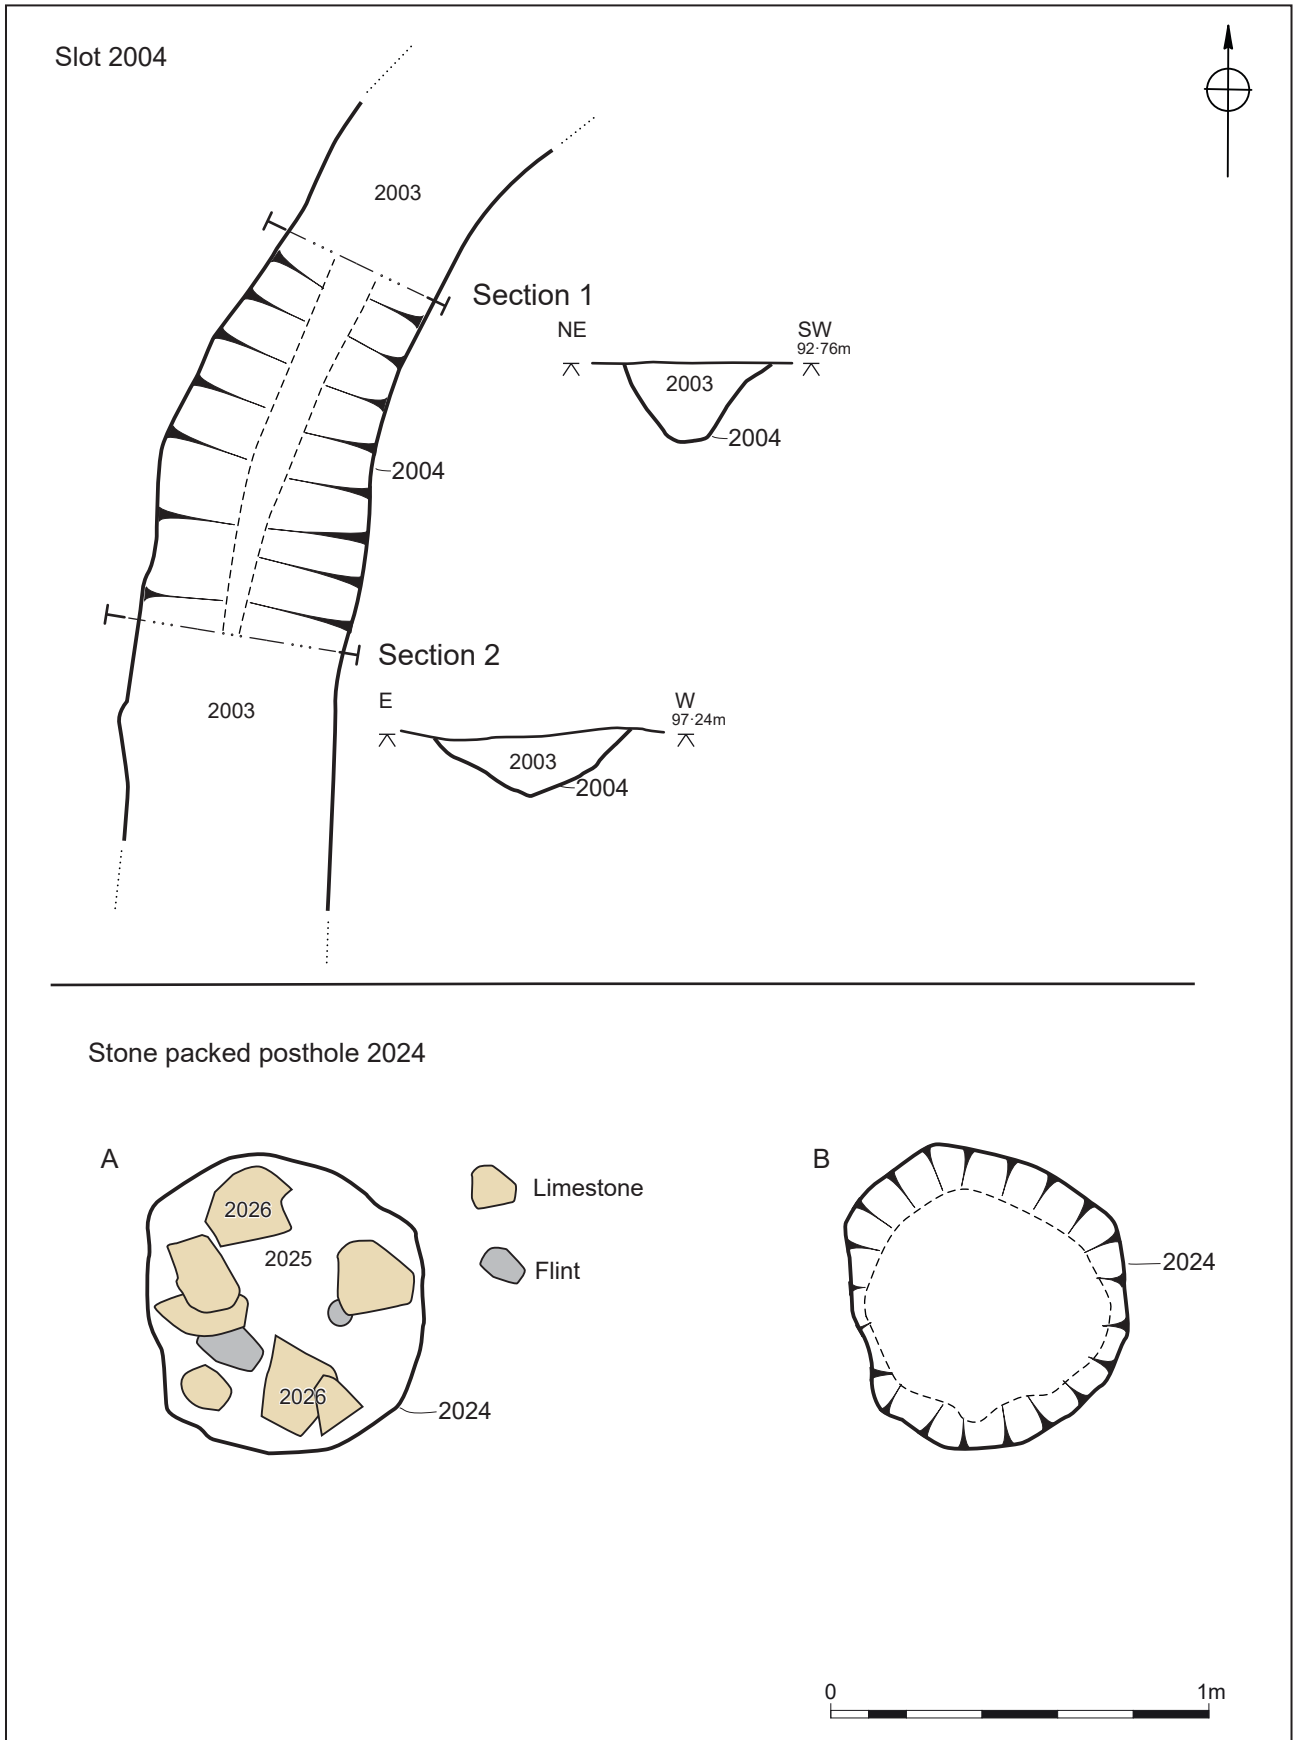 Slot 2004
2003
Section 1
NE
SW
92·76m
2003
2004
2004
Section 2
E
W
97·24m
2003
2003
2004
Stone packed posthole 2024
A
B
2026
Limestone
2025
Flint
2024
2026
2024
0
1m